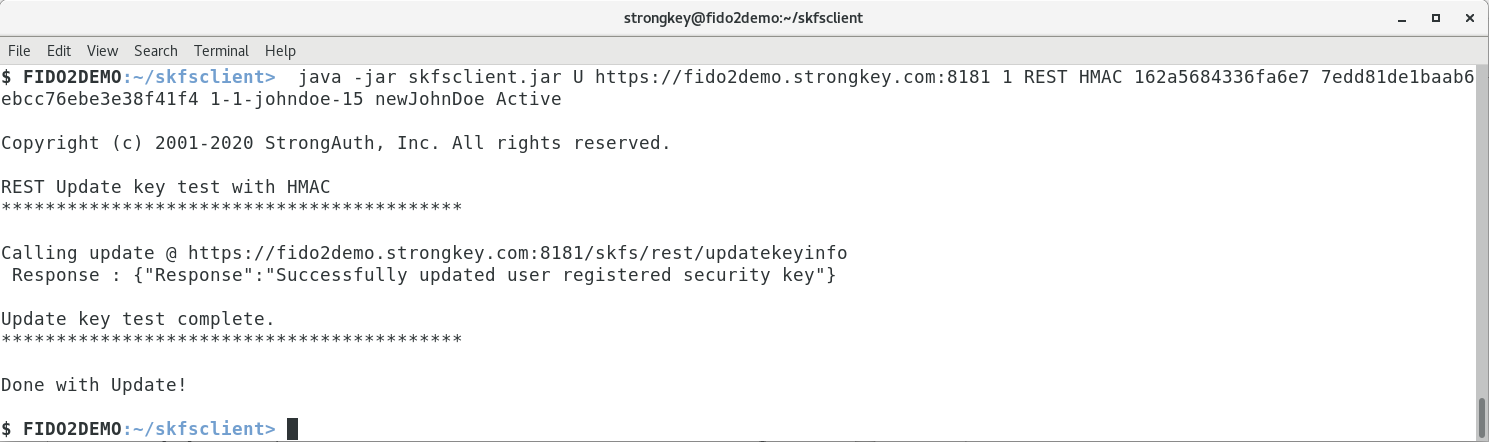 strongkey@fido2demo:~/skfsclient
File Edit View Search Terminal Help
$ FIDO2DEMO:~/skfsclient>  java -jar skfsclient.jar U https://fido2demo.strongkey.com:8181 1 REST HMAC 162a5684336fa6e7 7edd81de1baab6
ebcc76ebe3e38f41f4 1-1-johndoe-15 newJohnDoe Active
Copyright (c) 2001-2020 StrongAuth, Inc. All rights reserved.
REST Update key test with HMAC
******************************************
Calling update @ https://fido2demo.strongkey.com:8181/skfs/rest/updatekeyinfo
 Response : {"Response":"Successfully updated user registered security key"}
Update key test complete.
******************************************
Done with Update!
$ FIDO2DEMO:~/skfsclient>